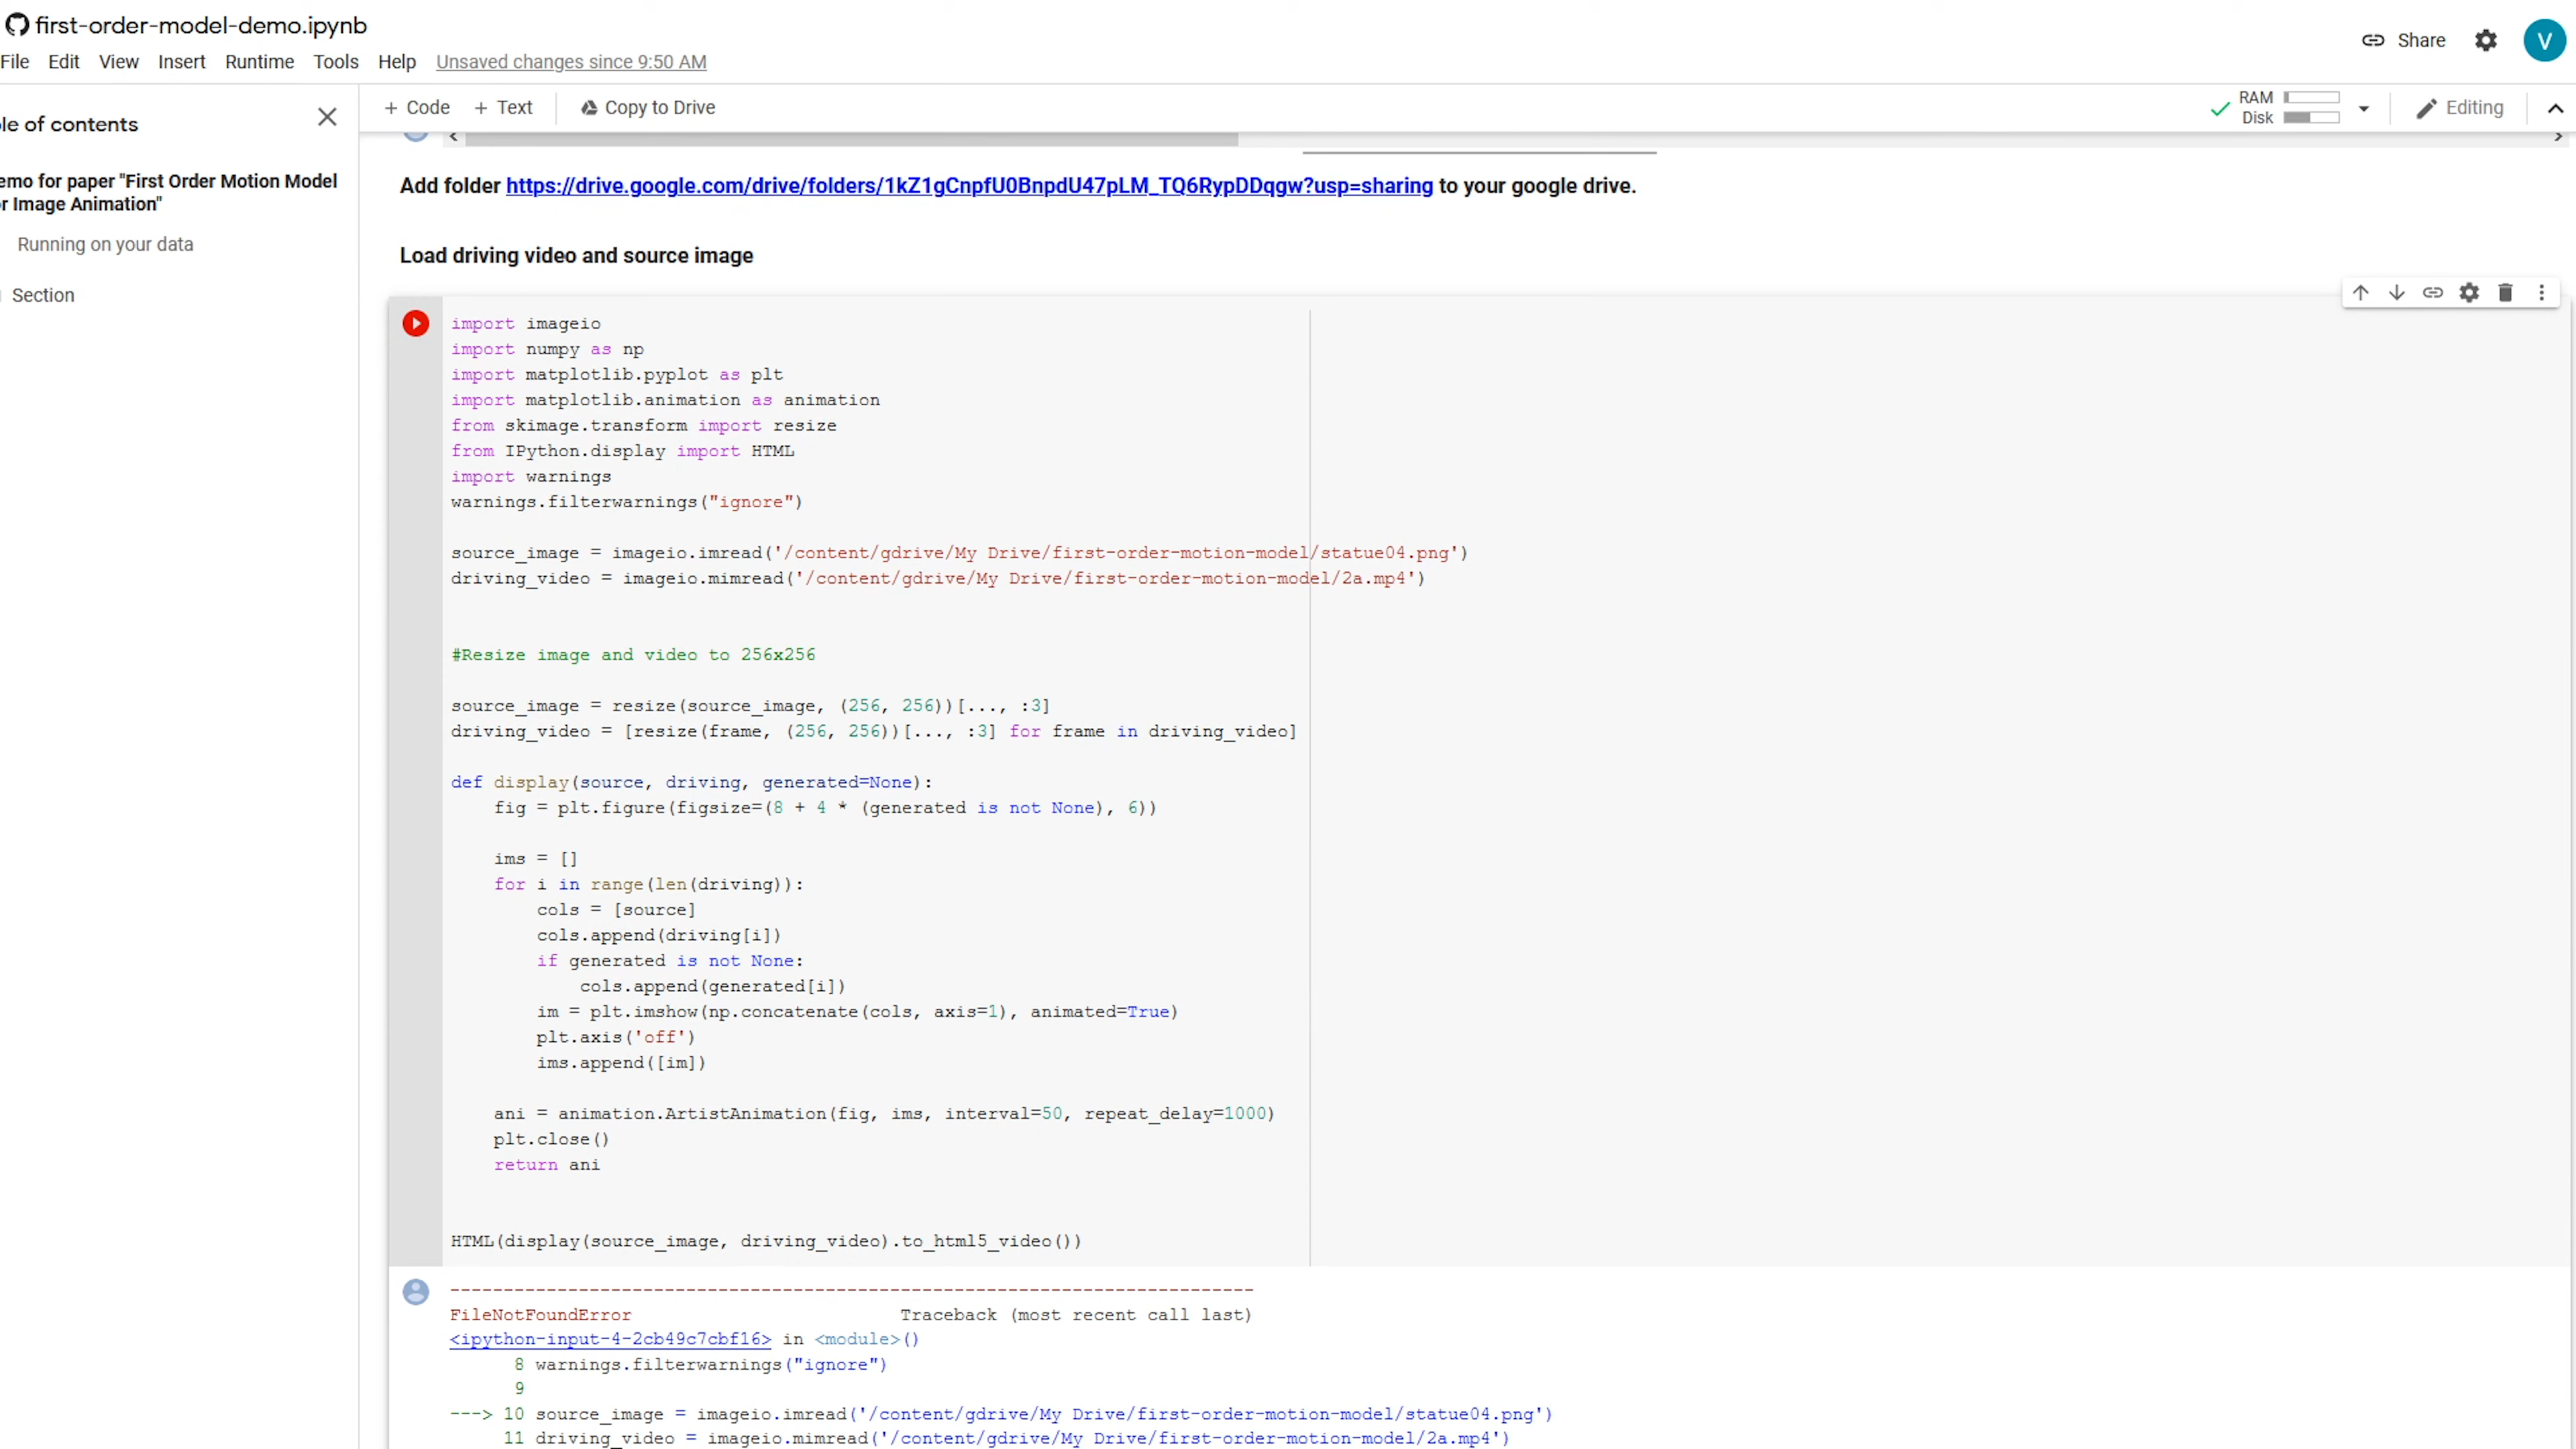 first-order-model-demo.ipynb
File Edit View Insert Runtime Tools Help Unsaved changes since 9:50 AM
Share
V
le of contents
+ Code + Text Copy to Drive
RAM
Disk
Editing
emo for paper "First Order Motion Model
r Image Animation"
Running on your data
Section
Add folder https://drive.google.com/drive/folders/1kZ1gCnpfU0BnpdU47pLM_TQ6RypDDqgw?usp=sharing to your google drive.
Load driving video and source image
import imageio
import numpy as np
import matplotlib.pyplot as plt
import matplotlib.animation as animation
from skimage.transform import resize
from IPython.display import HTML
import warnings
warnings.filterwarnings("ignore")
source_image = imageio.imread('/content/gdrive/My Drive/first-order-motion-model/statue04.png')
driving_video = imageio.mimread('/content/gdrive/My Drive/first-order-motion-model/2a.mp4')
#Resize image and video to 256x256
source_image = resize(source_image, (256, 256))[..., :3]
driving_video = [resize(frame, (256, 256))[..., :3] for frame in driving_video]
def display(source, driving, generated=None):
    fig = plt.figure(figsize=(8 + 4 * (generated is not None), 6))
    ims = []
    for i in range(len(driving)):
        cols = [source]
        cols.append(driving[i])
        if generated is not None:
            cols.append(generated[i])
        im = plt.imshow(np.concatenate(cols, axis=1), animated=True)
        plt.axis('off')
        ims.append([im])
    ani = animation.ArtistAnimation(fig, ims, interval=50, repeat_delay=1000)
    plt.close()
    return ani
HTML(display(source_image, driving_video).to_html5_video())
---------------------------------------------------------------------------
FileNotFoundError                         Traceback (most recent call last)
<ipython-input-4-2cb49c7cbf16> in <module>()
      8 warnings.filterwarnings("ignore")
      9
---> 10 source_image = imageio.imread('/content/gdrive/My Drive/first-order-motion-model/statue04.png')
     11 driving_video = imageio.mimread('/content/gdrive/My Drive/first-order-motion-model/2a.mp4')